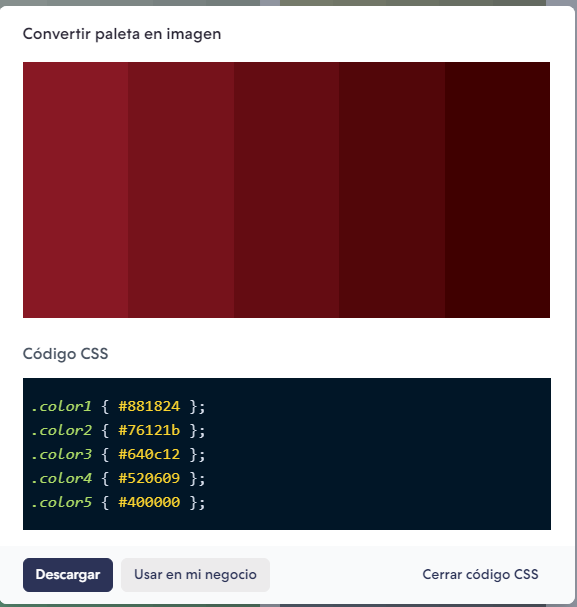 Convertir paleta en imagen
Código CSS
.color1 { #881824 };
.color2 { #76121b };
.color3 { #640c12 };
.color4 { #520609 };
.color5 { #400000 };
Descargar
Usar en mi negocio
Cerrar código CSS